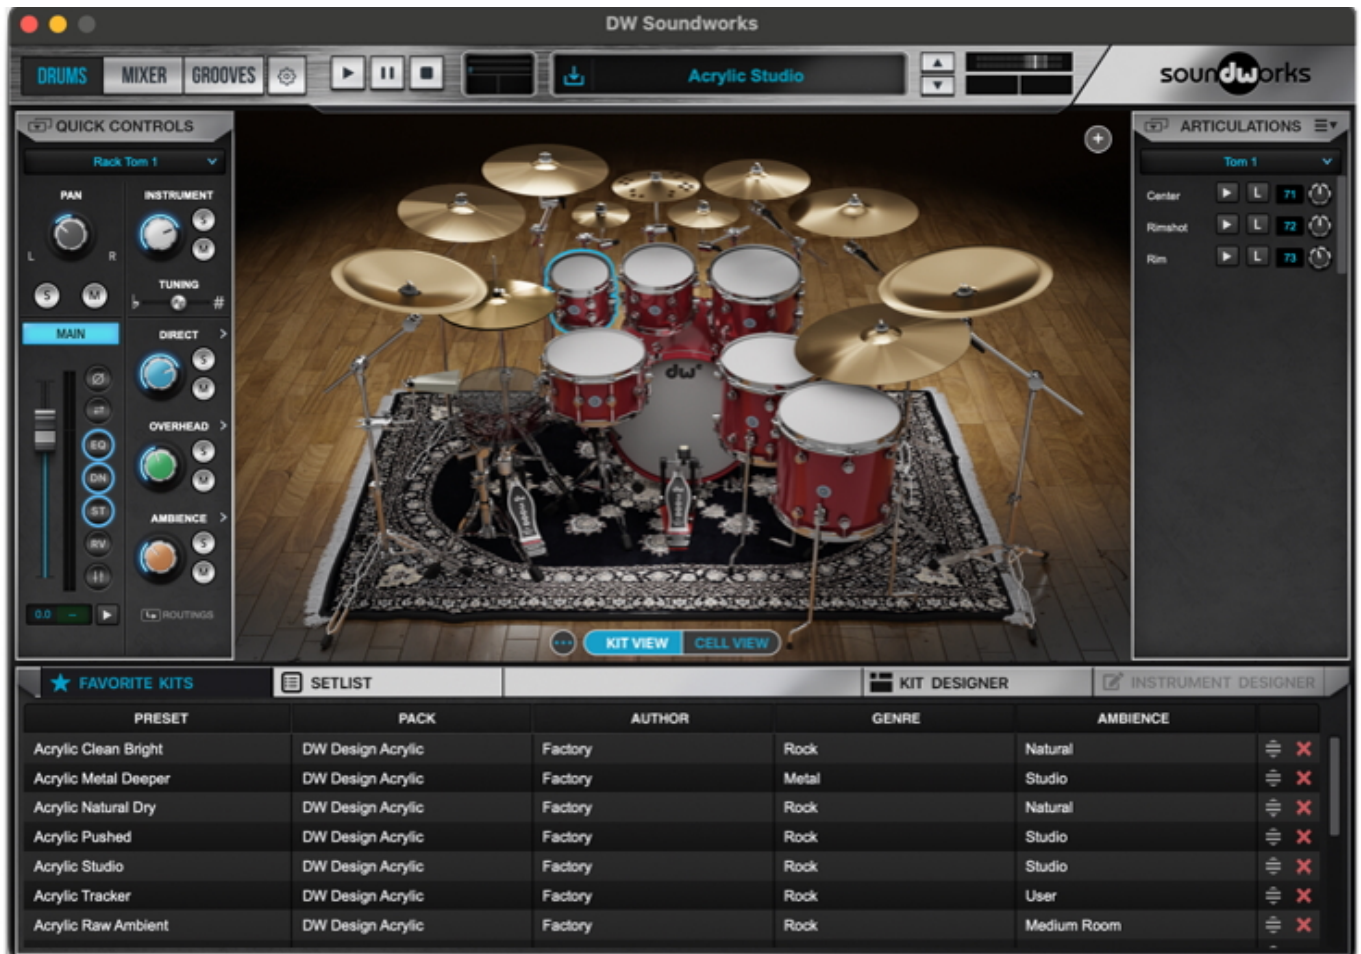 DW Soundworks
DRUMS MIXER GROOVES Acrylic Studio soundworks
QUICK CONTROLS ARTICULATIONS
Rack Tom 1 Tom 1
PAN INSTRUMENT
S Center L 71
L R M Rimshot L 72
TUNING Rim L 73
S M ♭ #
MAIN DIRECT >
S
M
dw
OVERHEAD >
EQ S
DN M
ST
AMBIENCE >
RV S
M
0.0 – ROUTINGS
KIT VIEW CELL VIEW
FAVORITE KITS SETLIST KIT DESIGNER INSTRUMENT DESIGNER
PRESET PACK AUTHOR GENRE AMBIENCE
Acrylic Clean Bright DW Design Acrylic Factory Rock Natural
Acrylic Metal Deeper DW Design Acrylic Factory Metal Studio
Acrylic Natural Dry DW Design Acrylic Factory Rock Natural
Acrylic Pushed DW Design Acrylic Factory Rock Studio
Acrylic Studio DW Design Acrylic Factory Rock Studio
Acrylic Tracker DW Design Acrylic Factory Rock User
Acrylic Raw Ambient DW Design Acrylic Factory Rock Medium Room